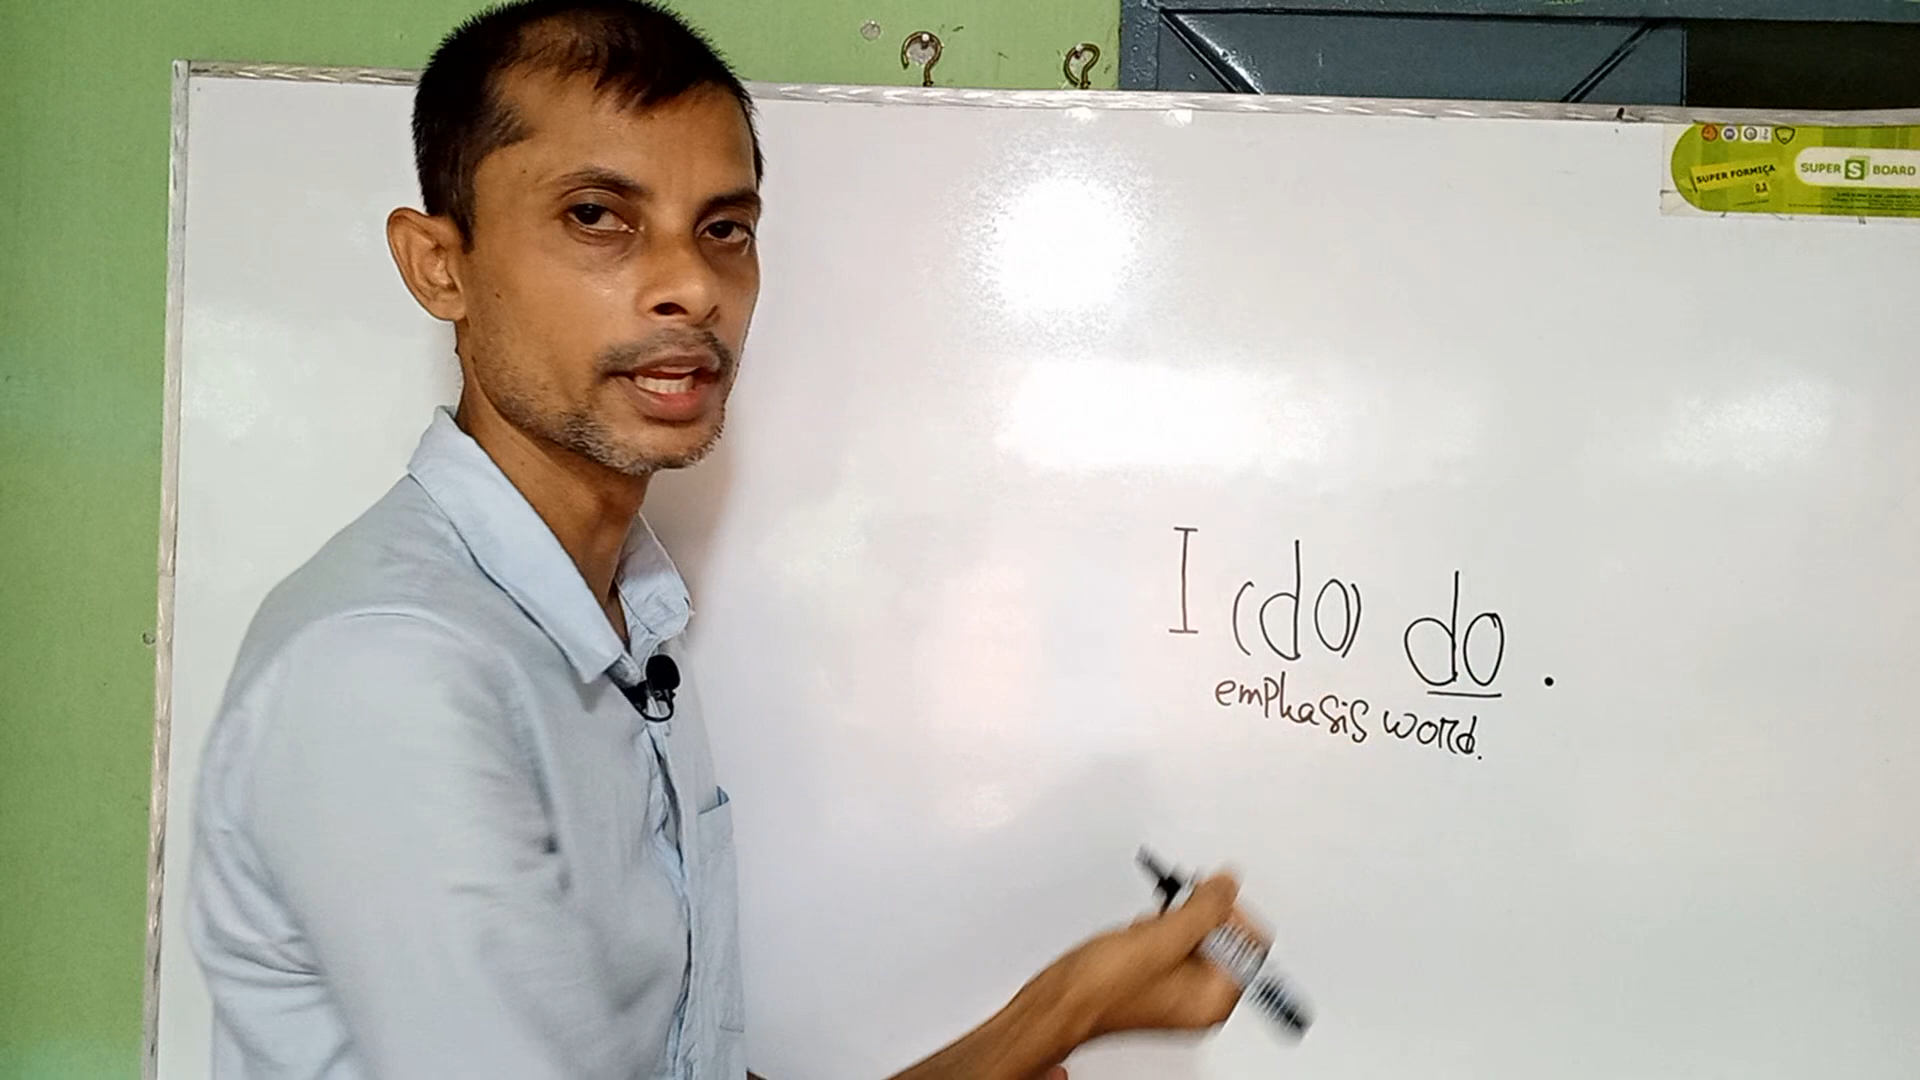 SUPER FORMICA
SUPER S BOARD
I (do) do.
emphasis word.